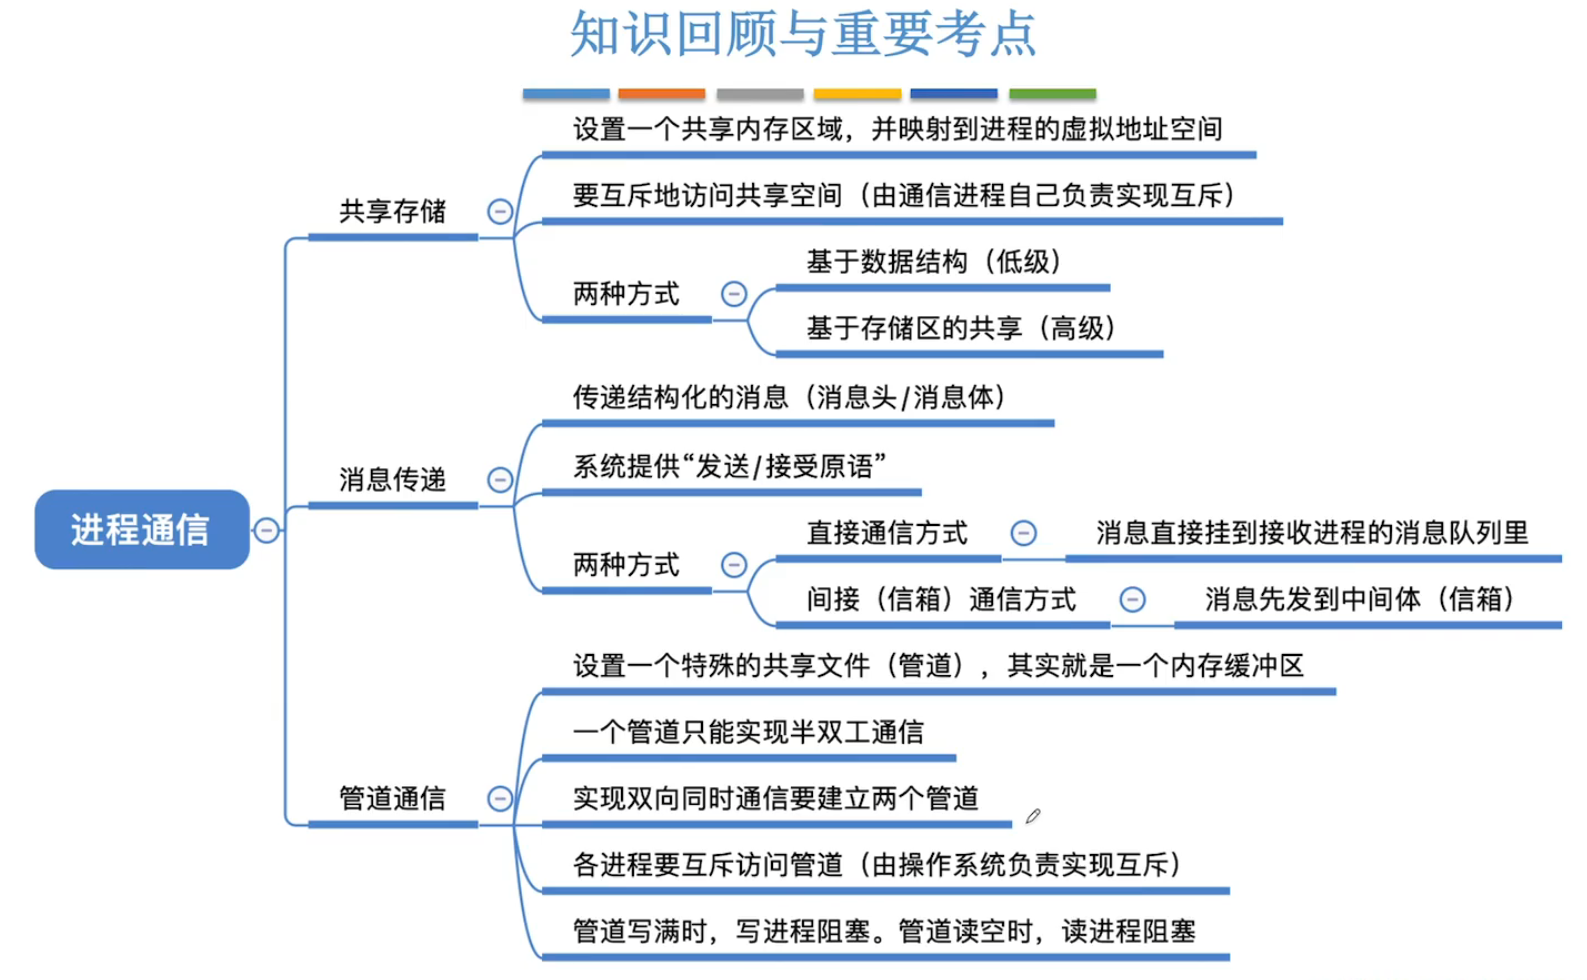 知识回顾与重要考点
进程通信
共享存储
设置一个共享内存区域，并映射到进程的虚拟地址空间
要互斥地访问共享空间（由通信进程自己负责实现互斥）
两种方式
基于数据结构（低级）
基于存储区的共享（高级）
消息传递
传递结构化的消息（消息头/消息体）
系统提供“发送/接受原语”
两种方式
直接通信方式
消息直接挂到接收进程的消息队列里
间接（信箱）通信方式
消息先发到中间体（信箱）
管道通信
设置一个特殊的共享文件（管道），其实就是一个内存缓冲区
一个管道只能实现半双工通信
实现双向同时通信要建立两个管道
各进程要互斥访问管道（由操作系统负责实现互斥）
管道写满时，写进程阻塞。管道读空时，读进程阻塞